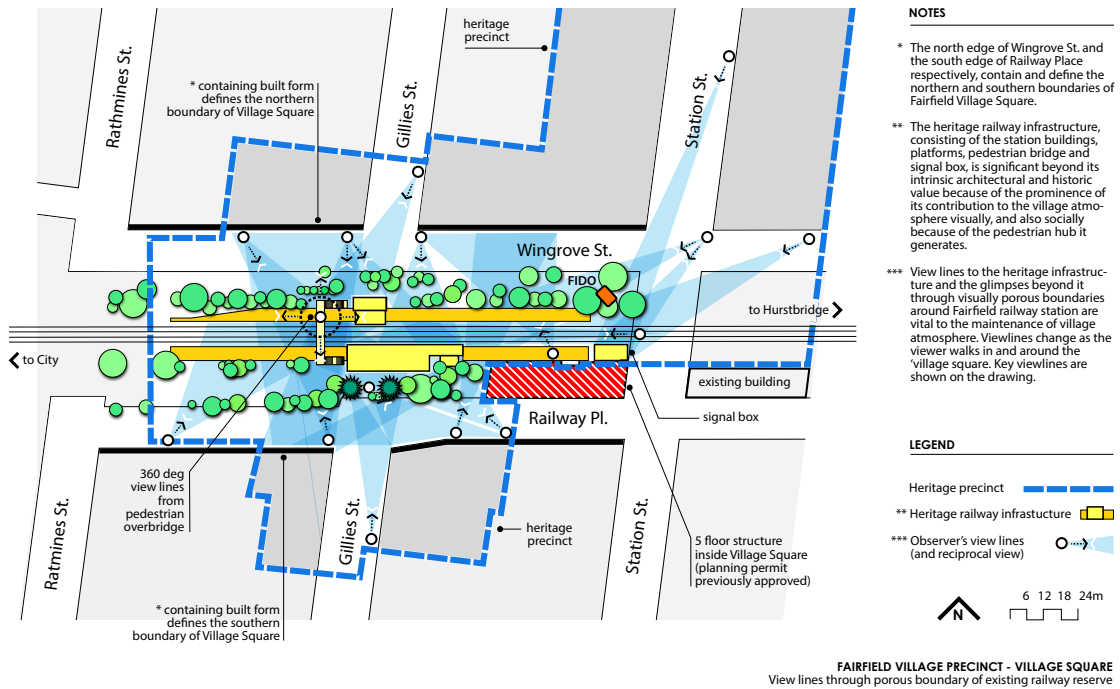 heritage
precinct
* containing built form
defines the northern
boundary of Village Square
Rathmines St.
Gillies St.
Station St.
Wingrove St.
FIDO
to Hurstbridge
to City
existing building
signal box
Railway Pl.
360 deg
view lines
from
pedestrian
overbridge
Ratmines St.
Gillies St.
Station St.
heritage
precinct
5 floor structure
inside Village Square
(planning permit
previously approved)
* containing built form
defines the southern
boundary of Village Square
NOTES
* The north edge of Wingrove St. and
the south edge of Railway Place
respectively, contain and define the
northern and southern boundaries of
Fairfield Village Square.
** The heritage railway infrastructure,
consisting of the station buildings,
platforms, pedestrian bridge and
signal box, is significant beyond its
intrinsic architectural and historic
value because of the prominence of
its contribution to the village atmo-
sphere visually, and also socially
because of the pedestrian hub it
generates.
*** View lines to the heritage infrastruc-
ture and the glimpses beyond it
through visually porous boundaries
around Fairfield railway station are
vital to the maintenance of village
atmosphere. Viewlines change as the
viewer walks in and around the
‘village square. Key viewlines are
shown on the drawing.
LEGEND
Heritage precinct
** Heritage railway infrastucture
*** Observer's view lines
(and reciprocal view)
N
6 12 18 24m
FAIRFIELD VILLAGE PRECINCT - VILLAGE SQUARE
View lines through porous boundary of existing railway reserve